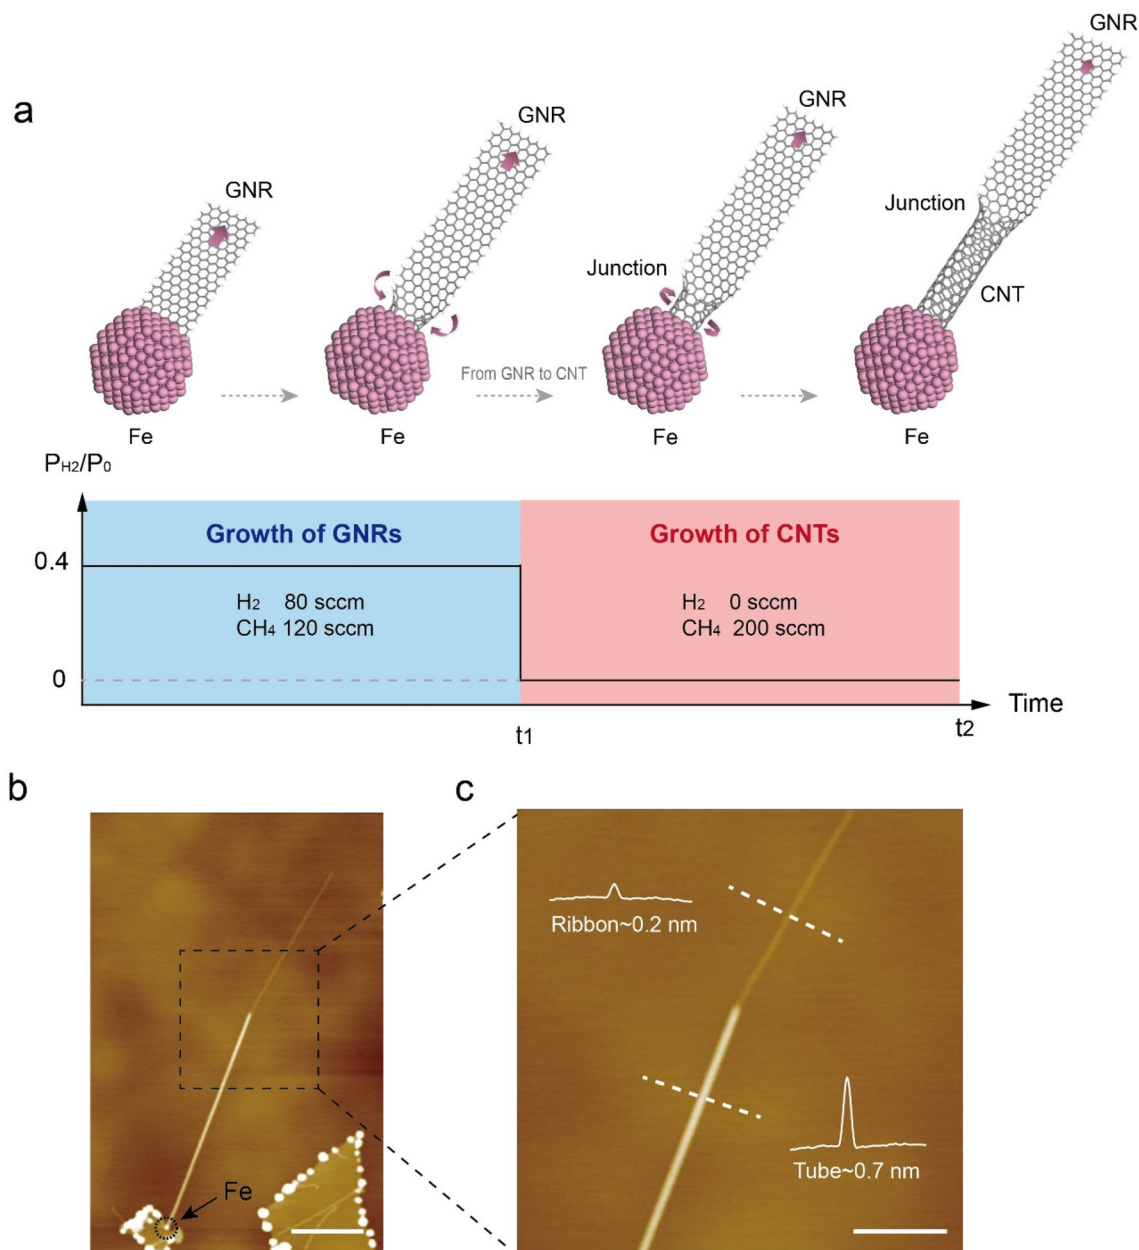 a
GNR
GNR
GNR
GNR
Junction
Junction
CNT
From GNR to CNT
Fe
Fe
Fe
Fe
PH2/P0
Growth of GNRs
Growth of CNTs
0.4
H2 80 sccm
CH4 120 sccm
H2 0 sccm
CH4 200 sccm
0
Time
t1
t2
b
c
Ribbon~0.2 nm
Fe
Tube~0.7 nm